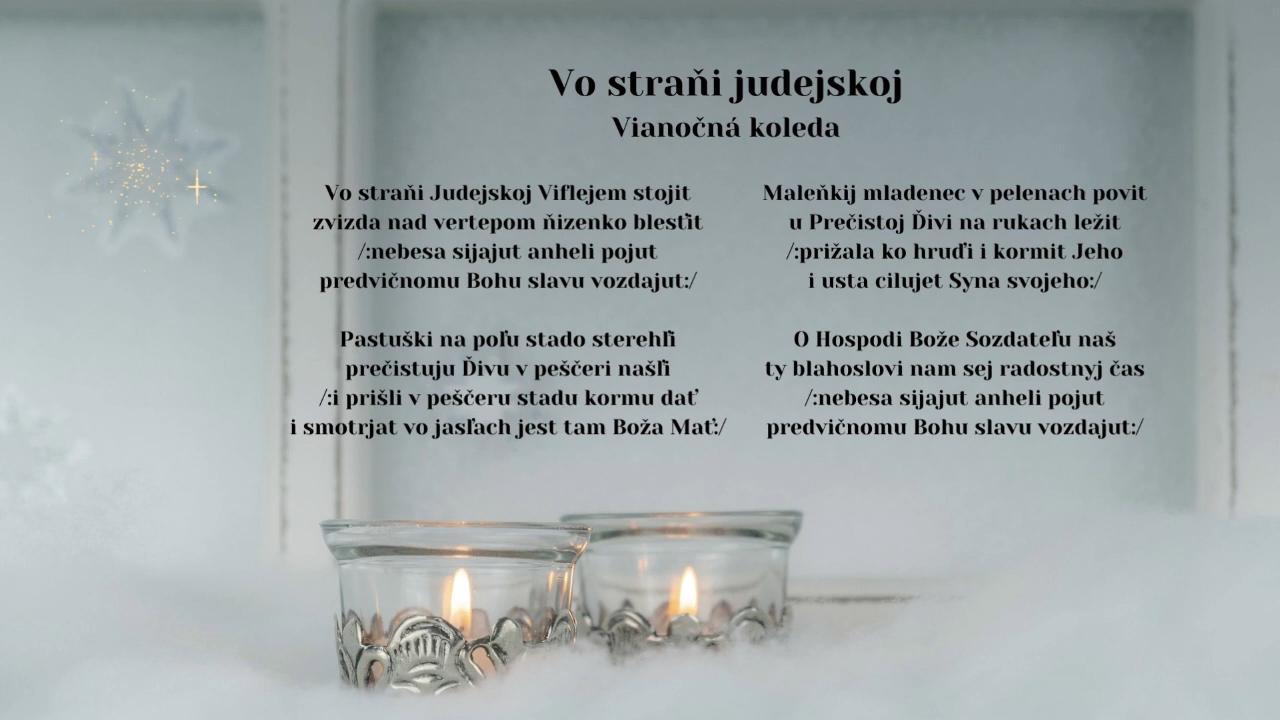 Vo straňi judejskoj
Vianočná koleda
Vo straňi Judejskoj Viflejem stojit
zvizda nad vertepom ňizenko blesťit
/:nebesa sijajut anheli pojut
predvičnomu Bohu slavu vozdajut:/
Pastuški na poľu stado sterehľi
prečistuju Ďivu v peščeri našľi
/:i prišli v peščeru stadu kormu dať
i smotrjat vo jasľach jest tam Boža Mať:/
Maleňkij mladenec v pelenach povit
u Prečistoj Ďivi na rukach ležit
/:prižala ko hruďi i kormit Jeho
i usta cilujet Syna svojeho:/
O Hospodi Bože Sozdateľu naš
ty blahoslovi nam sej radostnyj čas
/:nebesa sijajut anheli pojut
predvičnomu Bohu slavu vozdajut:/